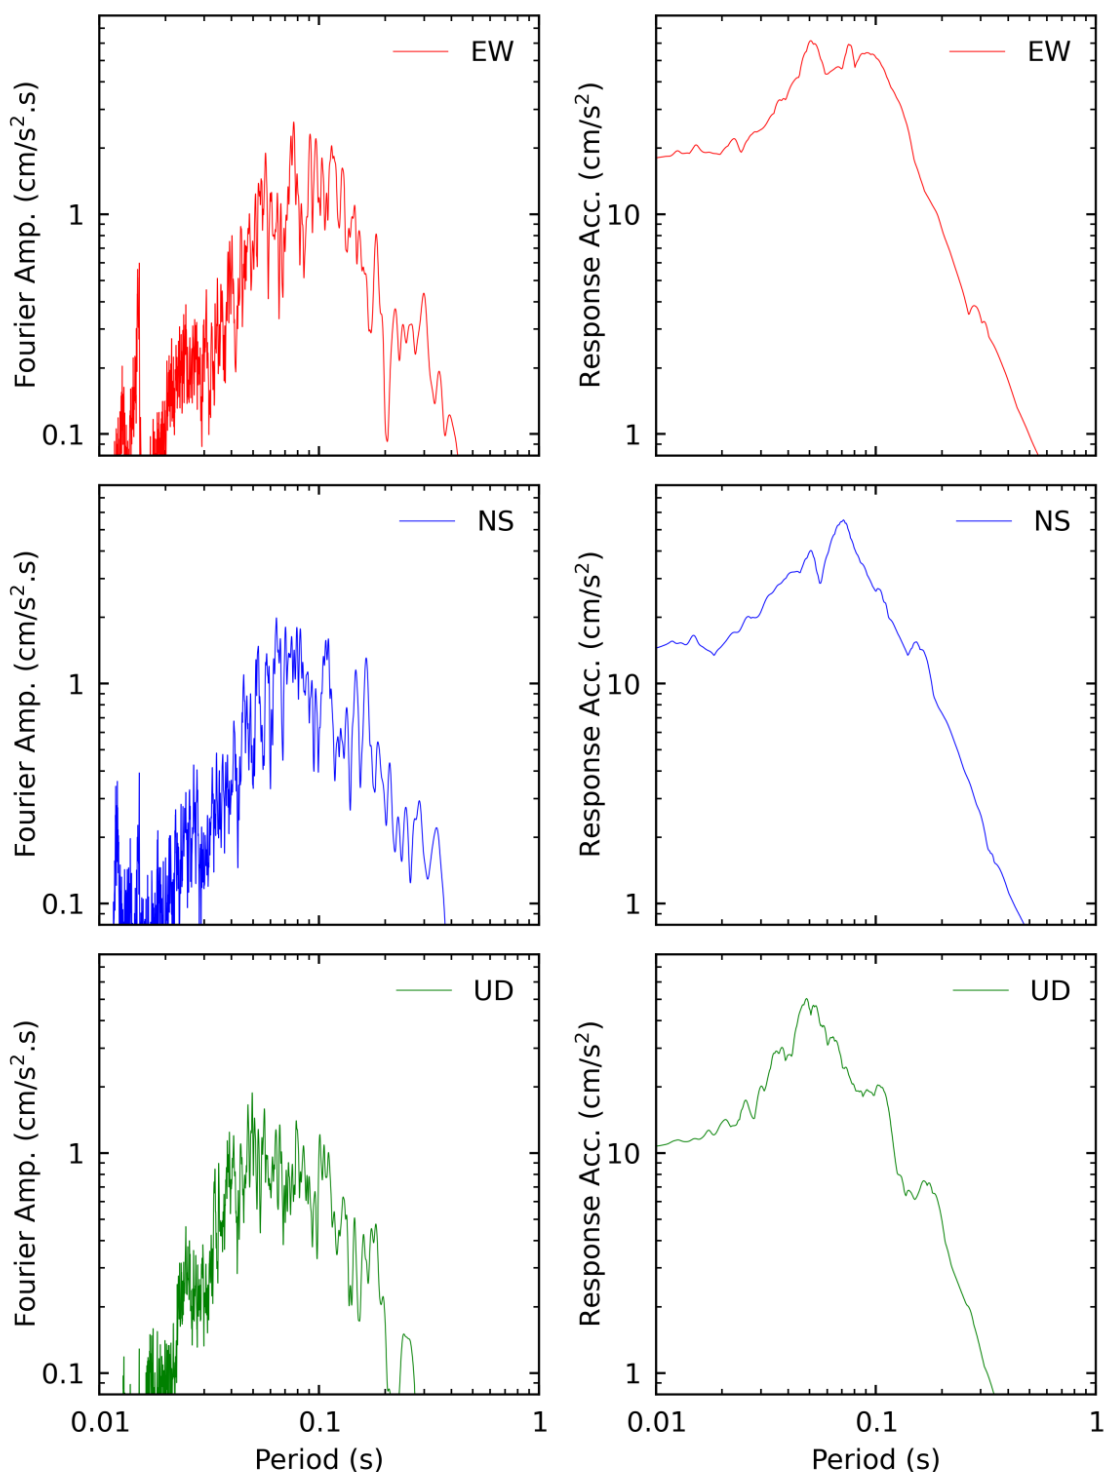 EW
Fourier Amp. (cm/s².s)
1
0.1
EW
Response Acc. (cm/s²)
10
1
NS
Fourier Amp. (cm/s².s)
1
0.1
NS
Response Acc. (cm/s²)
10
1
UD
Fourier Amp. (cm/s².s)
1
0.1
0.01 0.1 1
Period (s)
UD
Response Acc. (cm/s²)
10
1
0.01 0.1 1
Period (s)